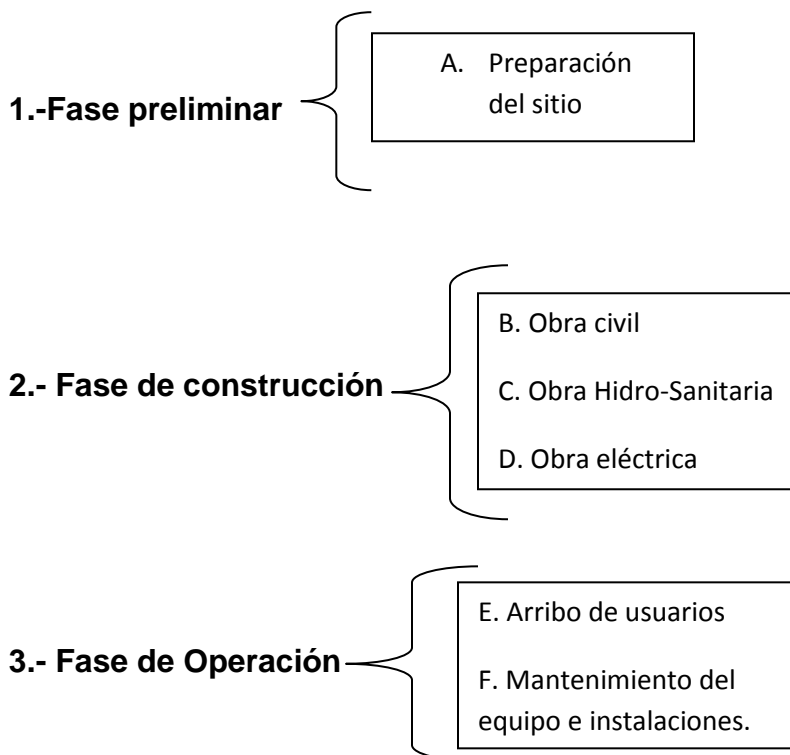 1.-Fase preliminar
A. Preparación
del sitio
2.- Fase de construcción
B. Obra civil
C. Obra Hidro-Sanitaria
D. Obra eléctrica
3.- Fase de Operación
E. Arribo de usuarios
F. Mantenimiento del
equipo e instalaciones.